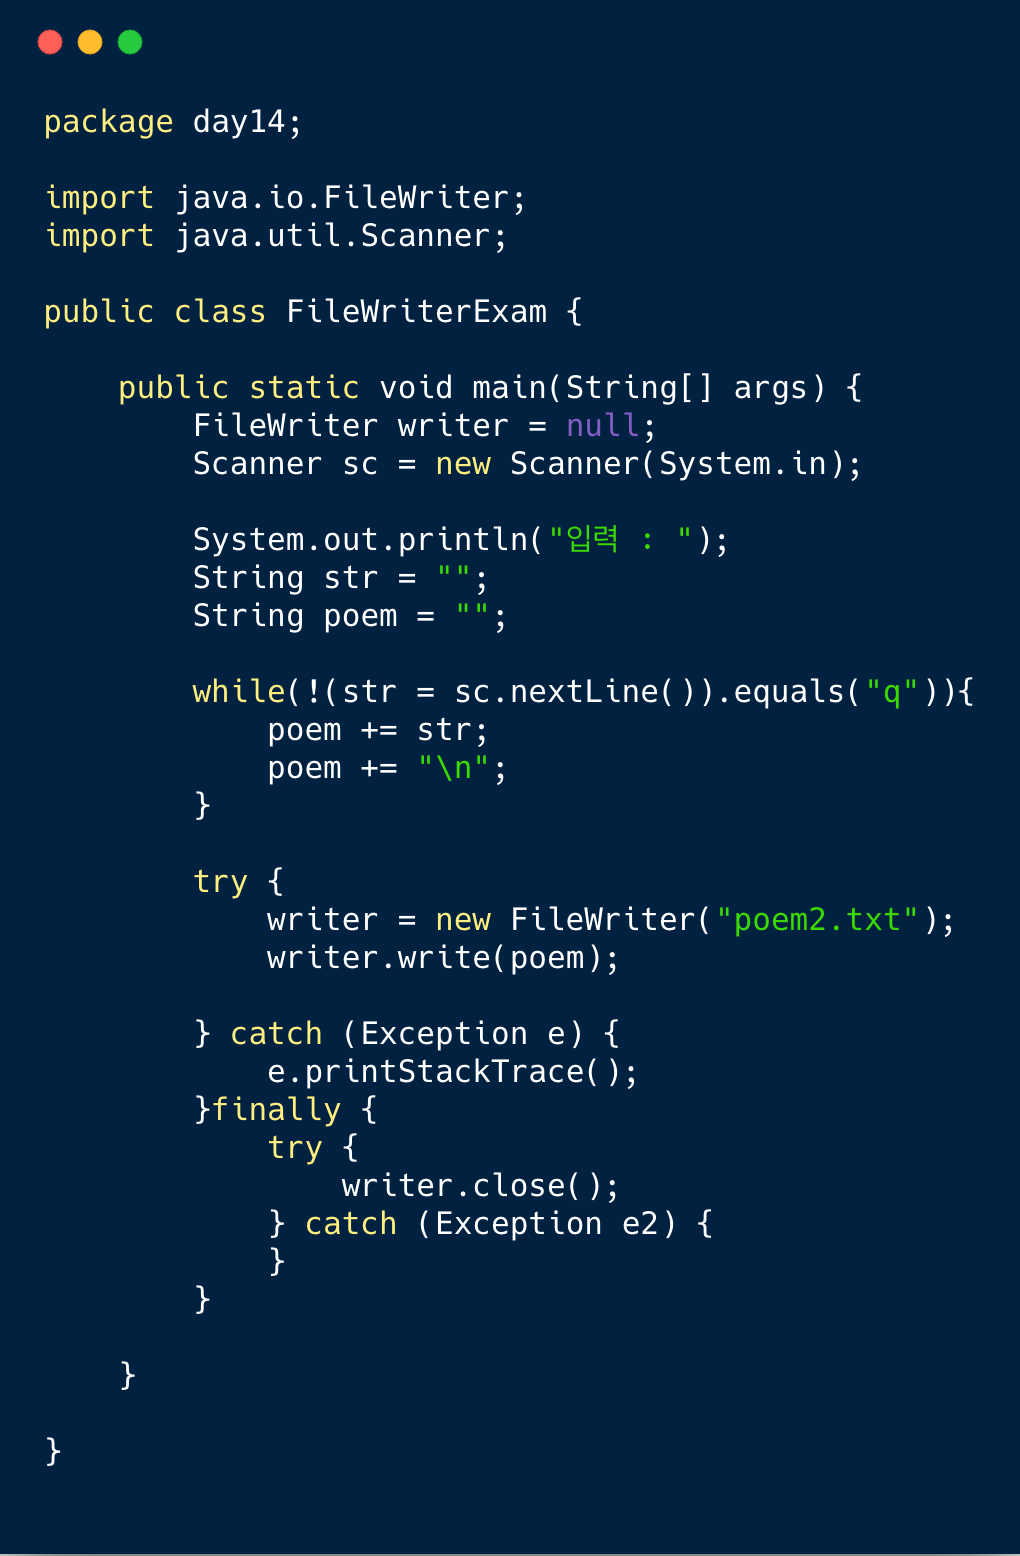 package day14;

import java.io.FileWriter;
import java.util.Scanner;

public class FileWriterExam {

    public static void main(String[] args) {
        FileWriter writer = null;
        Scanner sc = new Scanner(System.in);

        System.out.println("입력 : ");
        String str = "";
        String poem = "";

        while(!(str = sc.nextLine()).equals("q")){
            poem += str;
            poem += "\n";
        }

        try {
            writer = new FileWriter("poem2.txt");
            writer.write(poem);

        } catch (Exception e) {
            e.printStackTrace();
        }finally {
            try {
                writer.close();
            } catch (Exception e2) {
            }
        }

    }

}